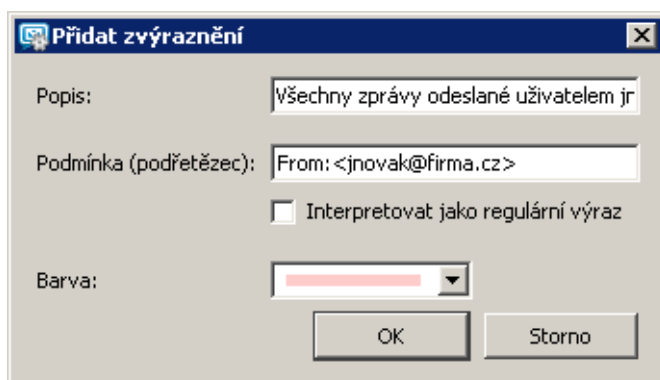 Přidat zvýraznění
Popis: Všechny zprávy odeslané uživatelem
Podmínka (podřetězec): From:<jnovak@firma.cz>
Interpretovat jako regulární výraz
Barva:
OK Storno